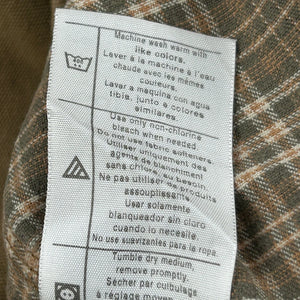 Machine wash warm with
like colors.
Laver à la machine à l'eau
chaude avec les mêmes
couleurs.
Lavar a maquina con agua
tibia, junto a colores
similares.
Use only non-chlorine
bleach when needed.
Do not use fabric softeners.
Utiliser uniquement des
agents de blanchiment
sans chlore, au besoin.
Ne pas utiliser de produits
assouplissants.
Usar solamente
blanqueador sin cloro
cuando lo necesite.
No use suavizantes para la ropa.
Tumble dry medium,
remove promptly.
Sécher par culbutage
à réglage moyen